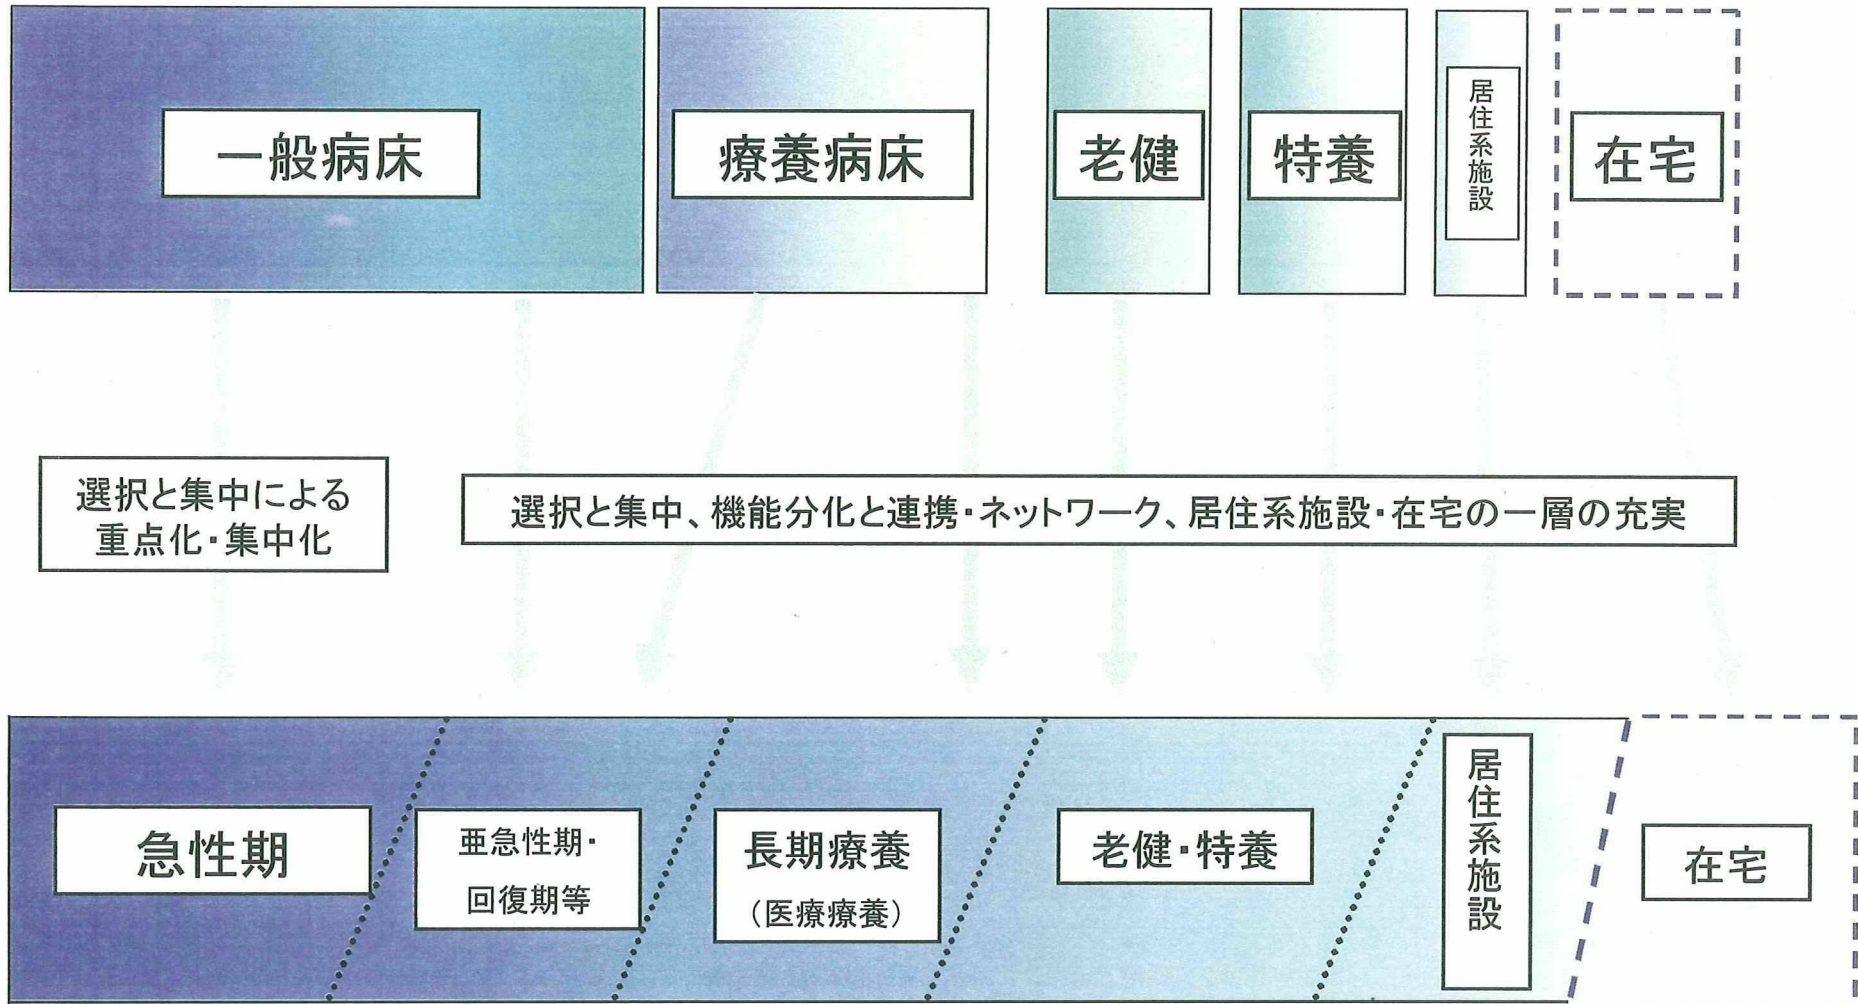 一般病床
療養病床
老健
特養
居住系施設
在宅
選択と集中による
重点化・集中化
選択と集中、機能分化と連携・ネットワーク、居住系施設・在宅の一層の充実
急性期
亜急性期・
回復期等
長期療養
(医療療養)
老健・特養
居住系施設
在宅